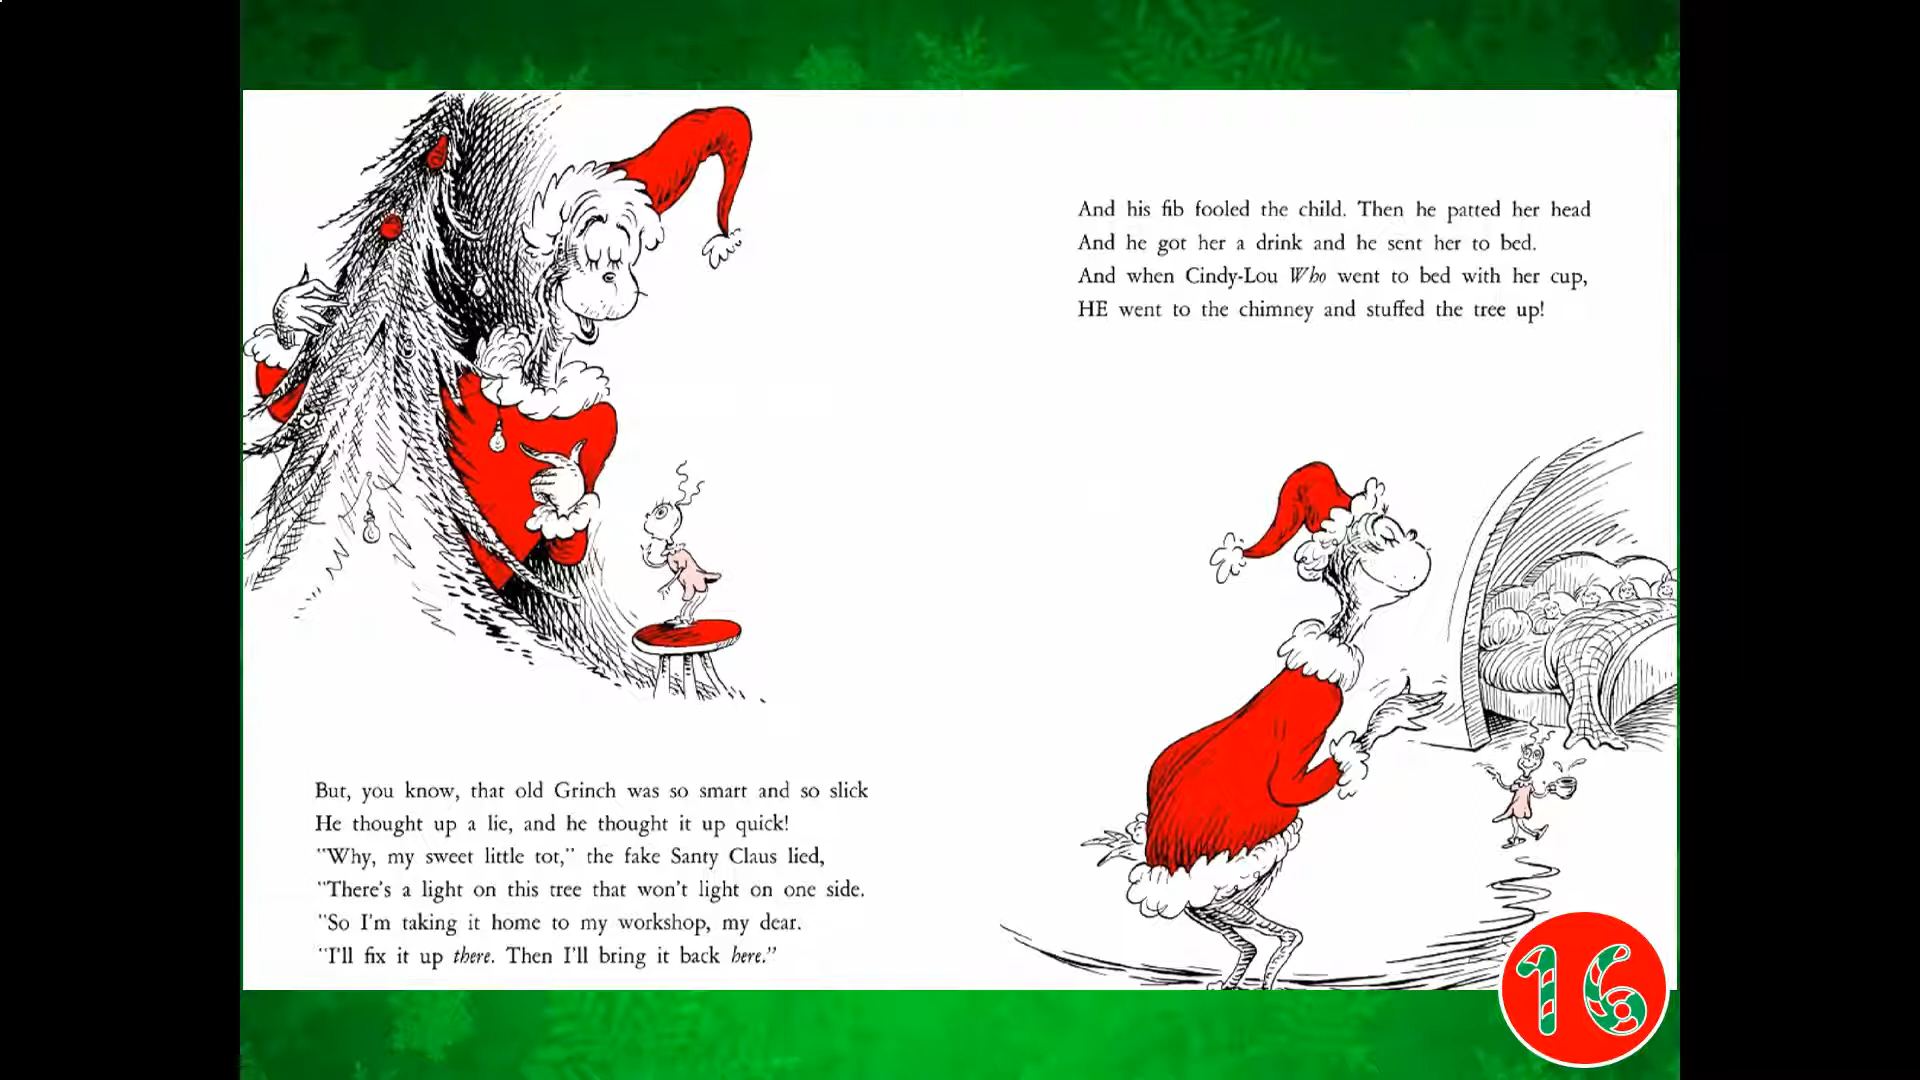 But, you know, that old Grinch was so smart and so slick
He thought up a lie, and he thought it up quick!
"Why, my sweet little tot," the fake Santy Claus lied,
"There's a light on this tree that won't light on one side.
"So I'm taking it home to my workshop, my dear.
"I'll fix it up there. Then I'll bring it back here."
And his fib fooled the child. Then he patted her head
And he got her a drink and he sent her to bed.
And when Cindy-Lou Who went to bed with her cup,
HE went to the chimney and stuffed the tree up!
16